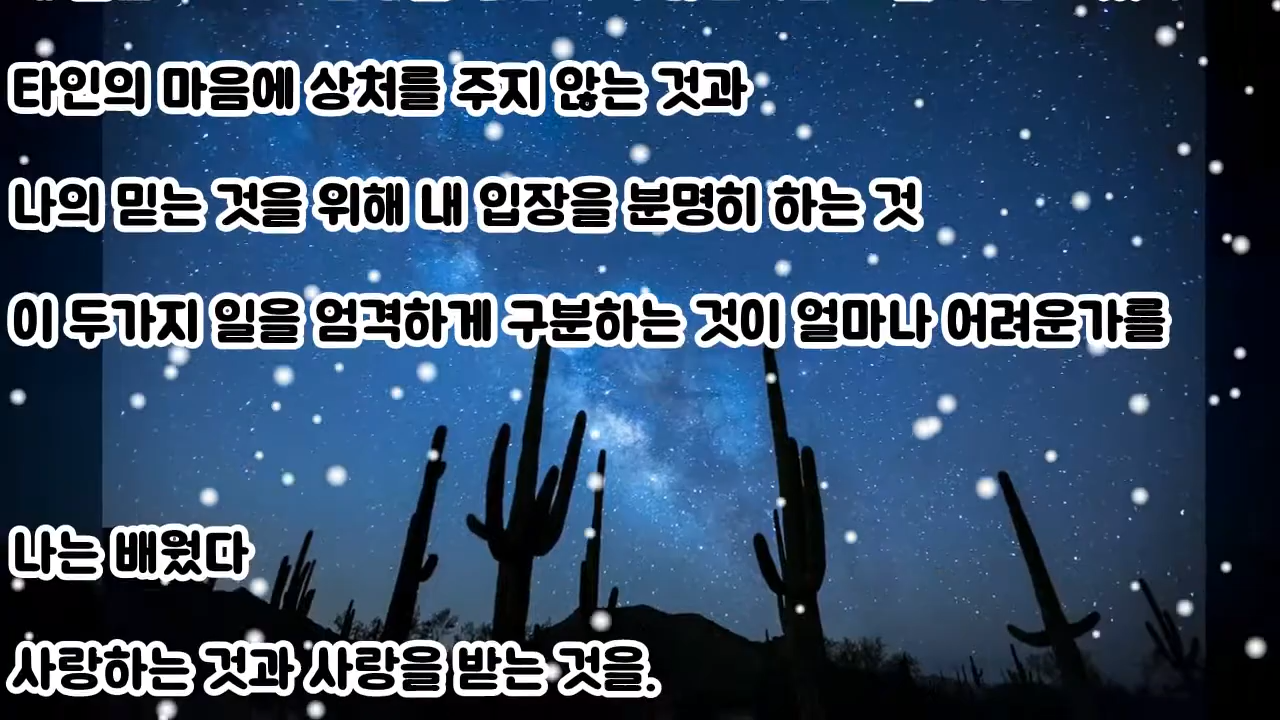 타인의 마음에 상처를 주지 않는 것과
나의 믿는 것을 위해 내 입장을 분명히 하는 것
이 두가지 일을 엄격하게 구분하는 것이 얼마나 어려운가를
나는 배웠다
사랑하는 것과 사랑을 받는 것을.